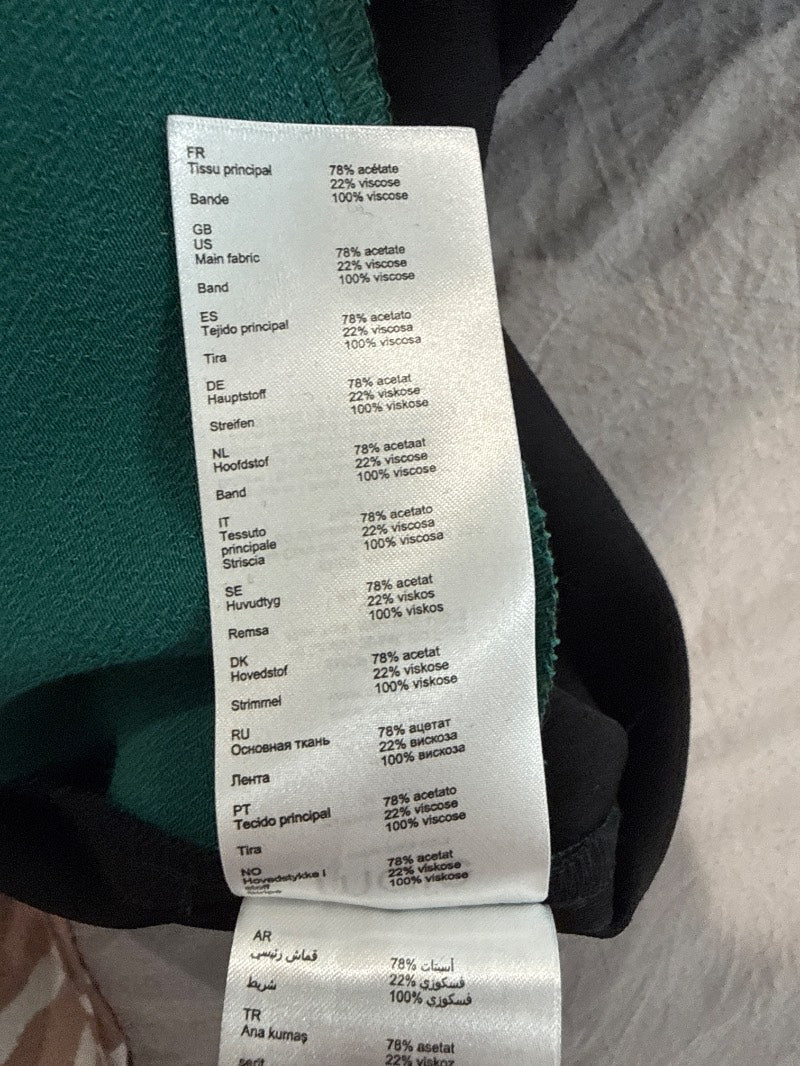 FR
Tissu principal 78% acétate
22% viscose
Bande 100% viscose
GB
US
Main fabric 78% acetate
22% viscose
Band 100% viscose
ES
Tejido principal 78% acetato
22% viscosa
Tira 100% viscosa
DE
Hauptstoff 78% acetat
22% viskose
Streifen 100% viskose
NL
Hoofdstof 78% acetaat
22% viscose
Band 100% viscose
IT
Tessuto 78% acetato
principale 22% viscosa
Striscia 100% viscosa
SE
Huvudtyg 78% acetat
22% viskos
Remsa 100% viskos
DK
Hovedstof 78% acetat
22% viskose
Strimmel 100% viskose
RU
Основная ткань 78% ацетат
22% вискоза
Лента 100% вискоза
PT
Tecido principal 78% acetato
22% viscose
Tira 100% viscose
NO
Hovedstykke i 78% acetat
stoff 22% viskose
100% viskose
AR
قماش رئيسي 78% أسيتات
22% فسكوزي
شريط 100% فسكوزي
TR
Ana kumaş 78% asetat
şerit 22% viskoz